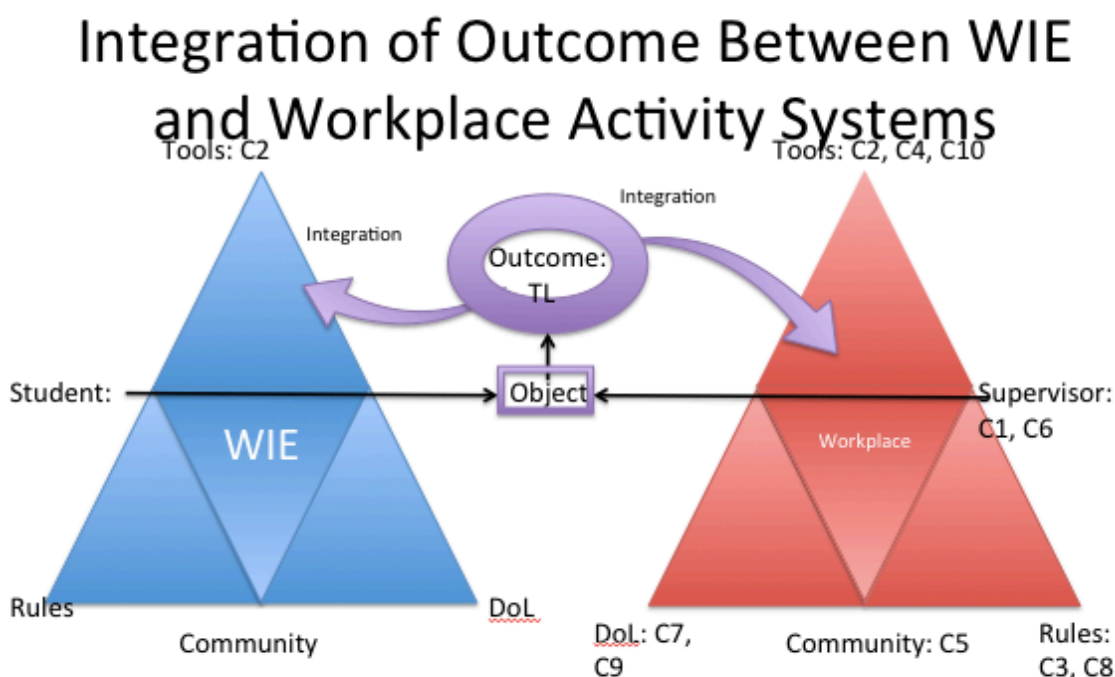 Integration of Outcome Between WIE
and Workplace Activity Systems
Tools: C2
Tools: C2, C4, C10
Integration
Integration
Outcome:
TL
Student:
Object
Supervisor:
C1, C6
WIE
Workplace
Rules
DoL
Community
DoL: C7,
C9
Community: C5
Rules:
C3, C8